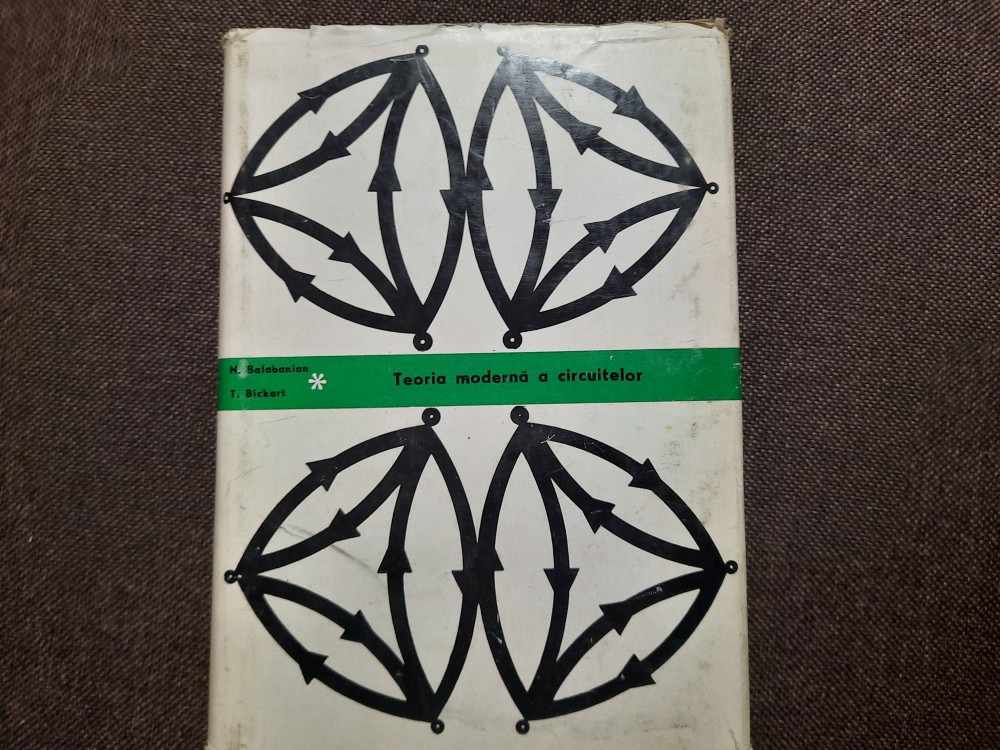 N. Balabanian
T. Bickart
Teoria modernă a circuitelor